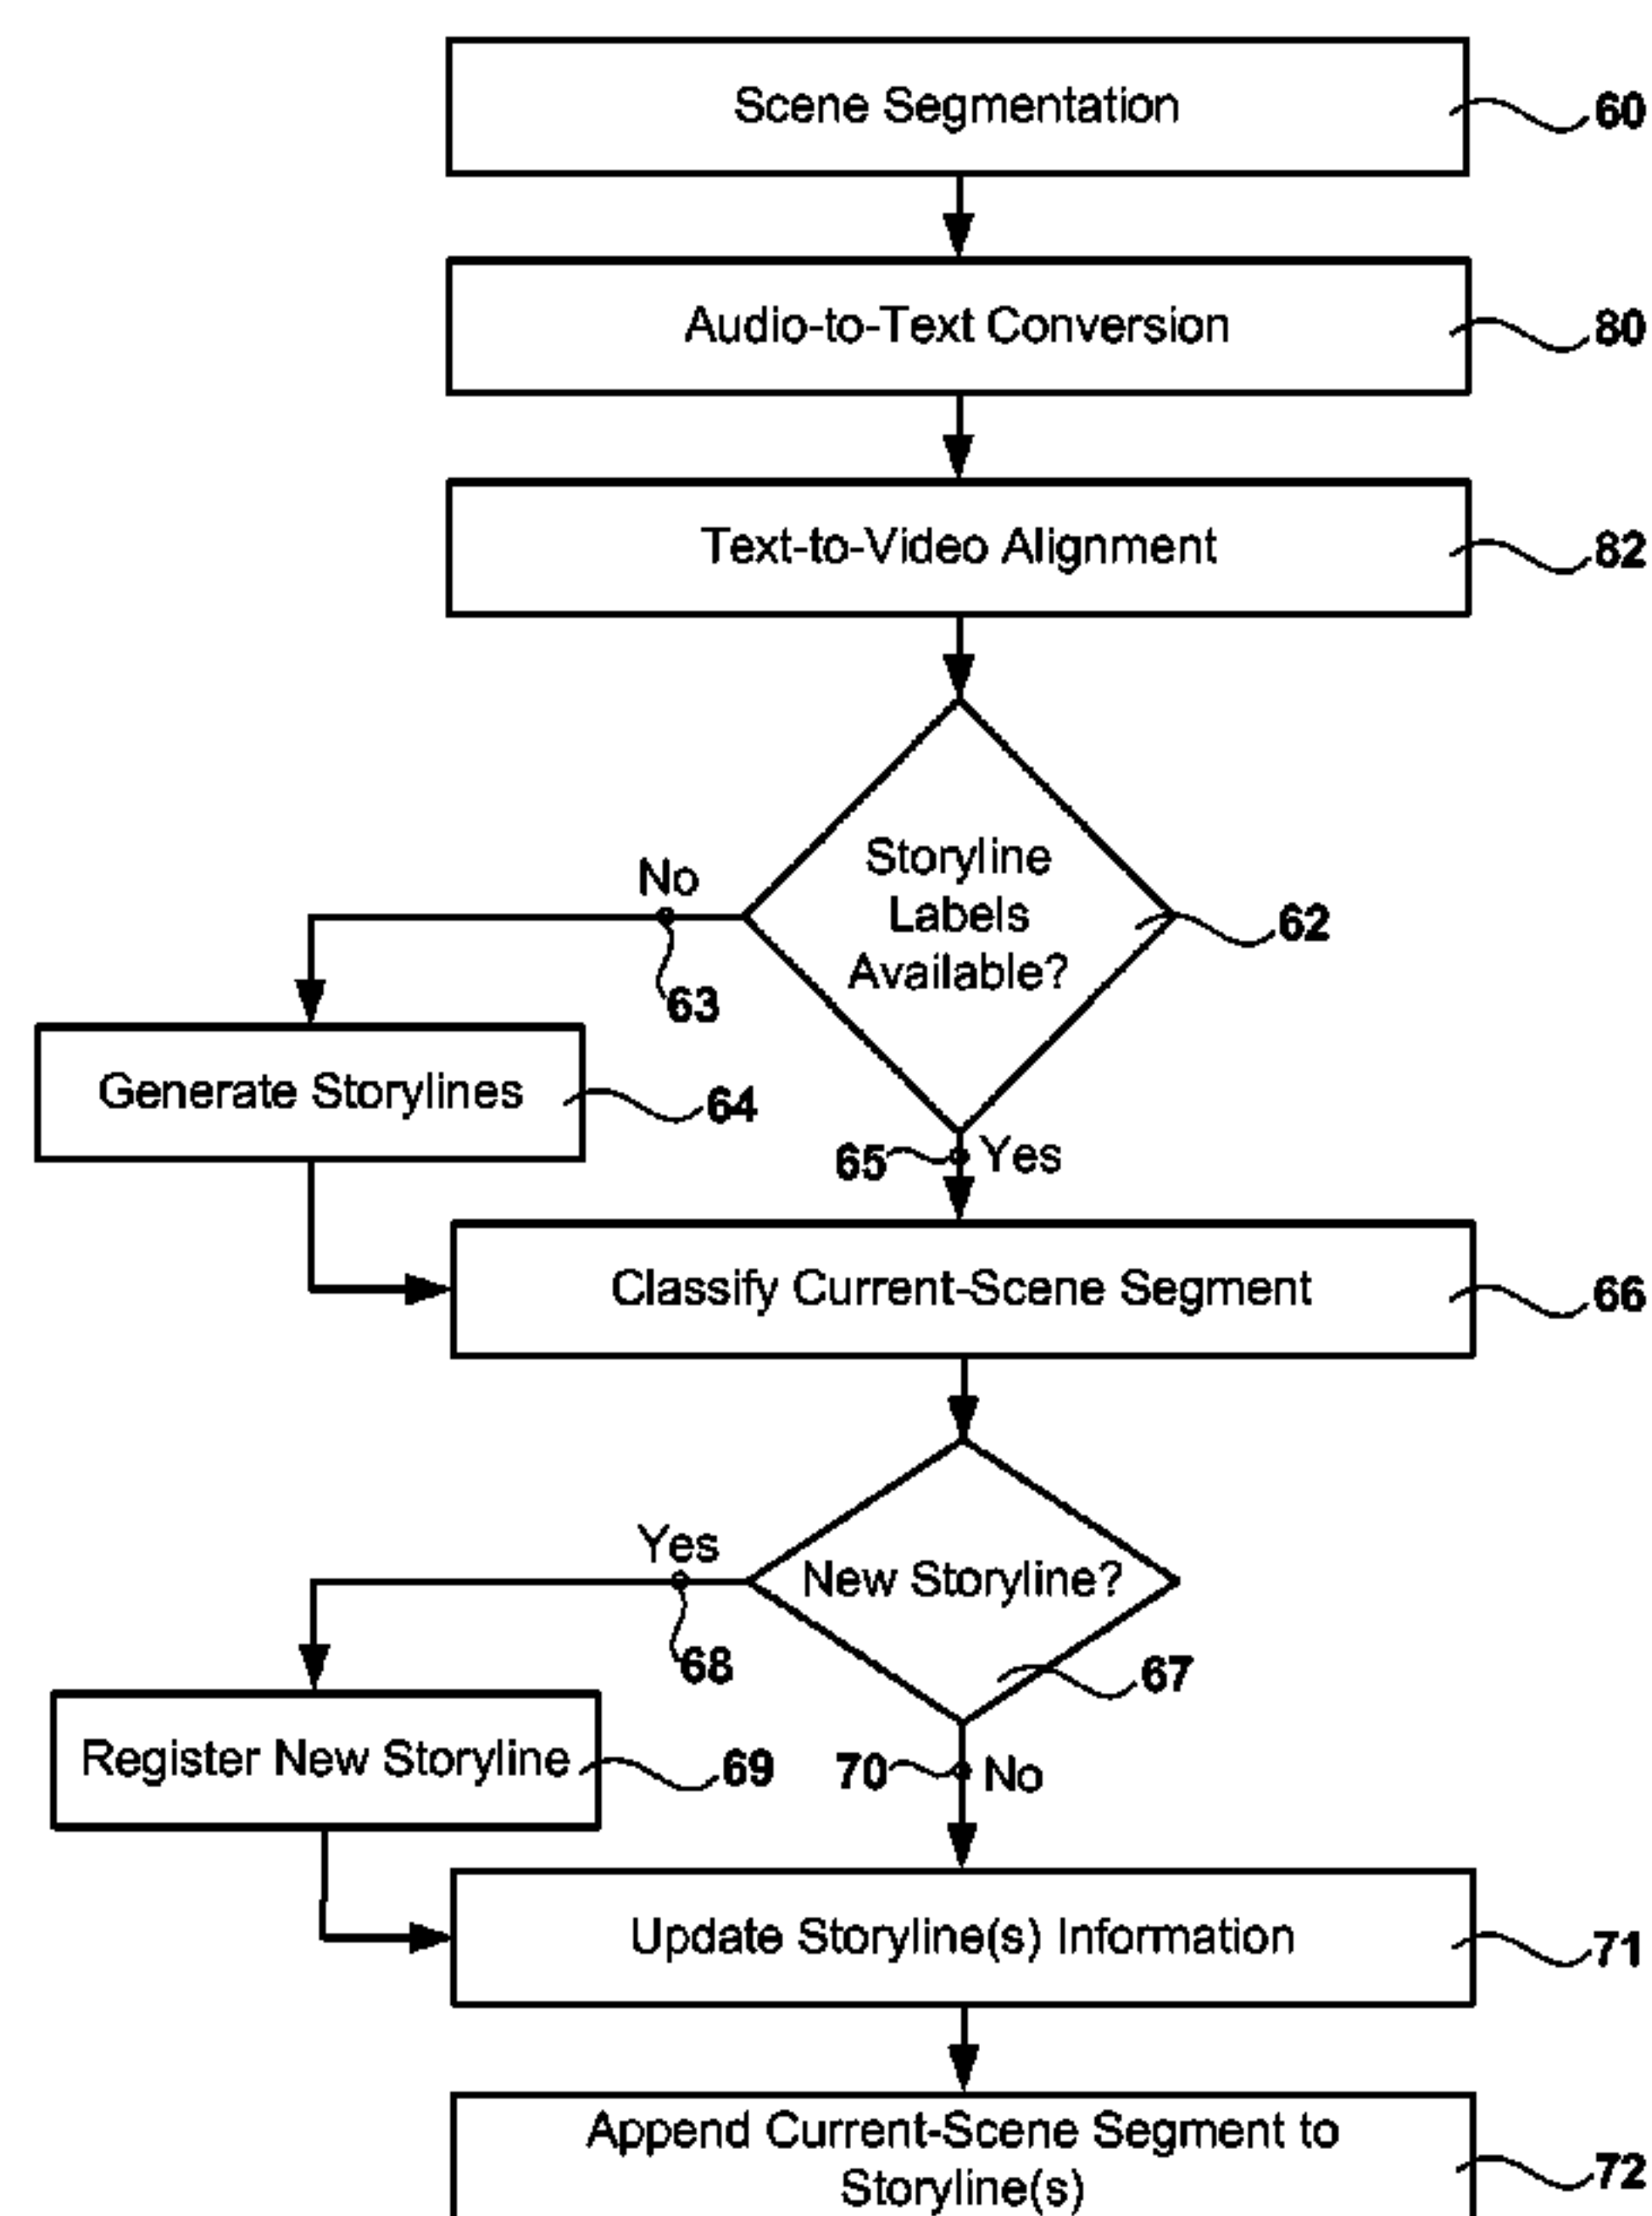 Scene Segmentation
60
Audio-to-Text Conversion
80
Text-to-Video Alignment
82
Storyline
Labels
Available?
62
No
63
Generate Storylines
64
65
Yes
Classify Current-Scene Segment
66
New Storyline?
67
Yes
68
Register New Storyline
69
70
No
Update Storyline(s) Information
71
Append Current-Scene Segment to
Storyline(s)
72